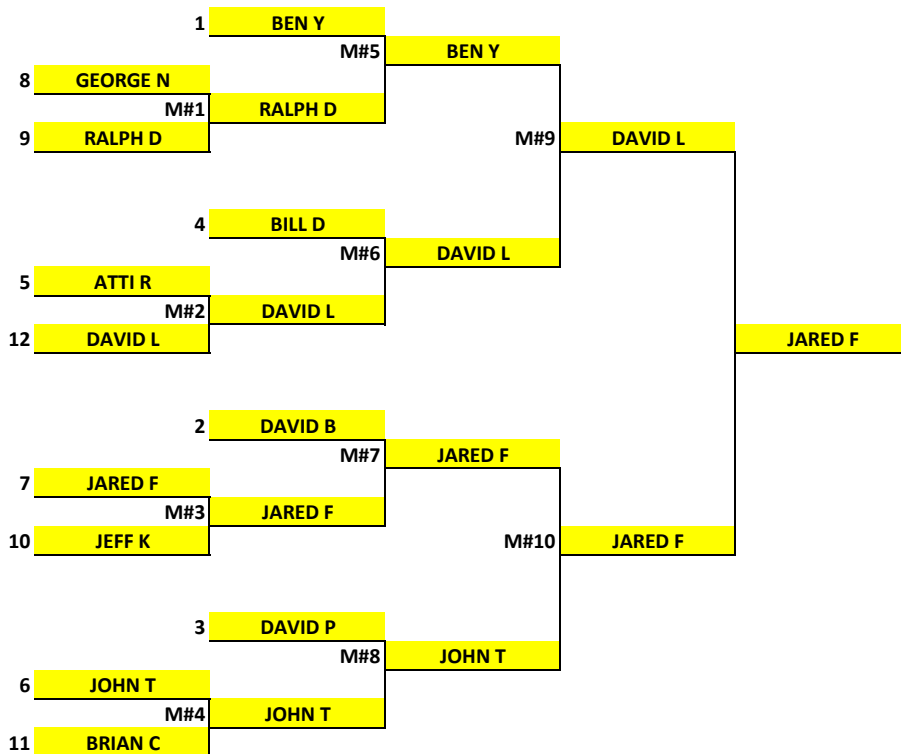 1 BEN Y
M#5 BEN Y
8 GEORGE N
M#1 RALPH D
9 RALPH D
M#9 DAVID L
4 BILL D
M#6 DAVID L
5 ATTI R
M#2 DAVID L
12 DAVID L
JARED F
2 DAVID B
M#7 JARED F
7 JARED F
M#3 JARED F
10 JEFF K
M#10 JARED F
3 DAVID P
M#8 JOHN T
6 JOHN T
M#4 JOHN T
11 BRIAN C